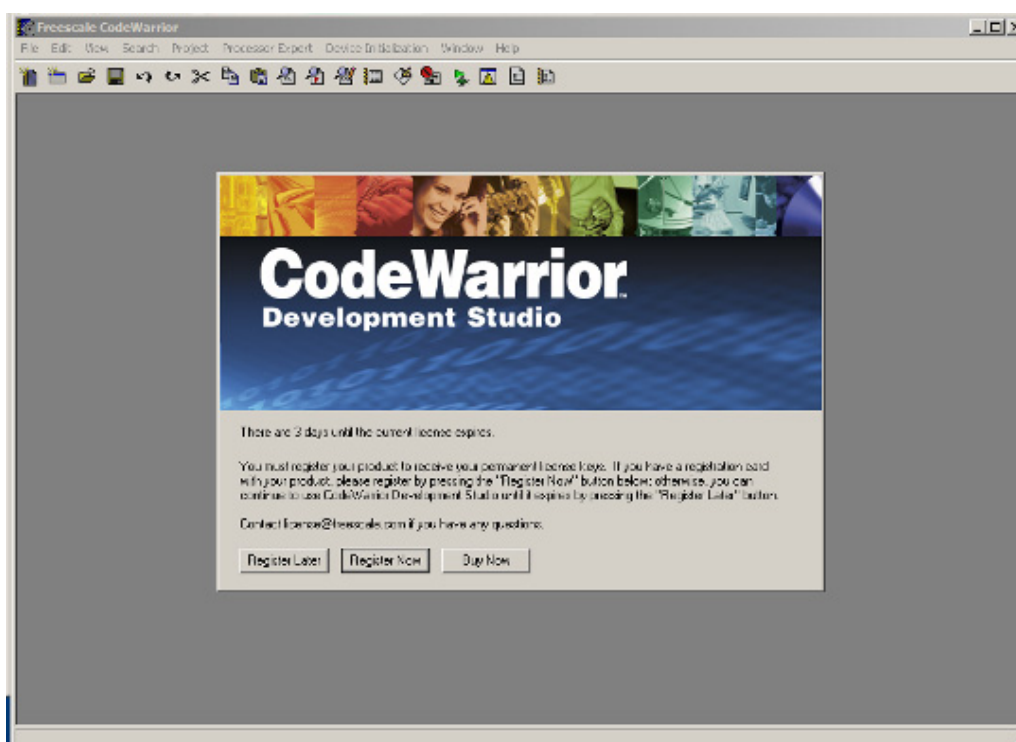 Freescale CodeWarrior
File Edit View Search Project Processor Expert Device Initialization Window Help
CodeWarrior™
Development Studio
There are 3 days until the current license expires.
You must register your product to receive your permanent license keys. If you have a registration card
with your product, please register by pressing the "Register Now" button below; otherwise, you can
continue to use CodeWarrior Development Studio until it expires by pressing the "Register Later" button.
Contact license@freescale.com if you have any questions.
Register Later Register Now Buy Now